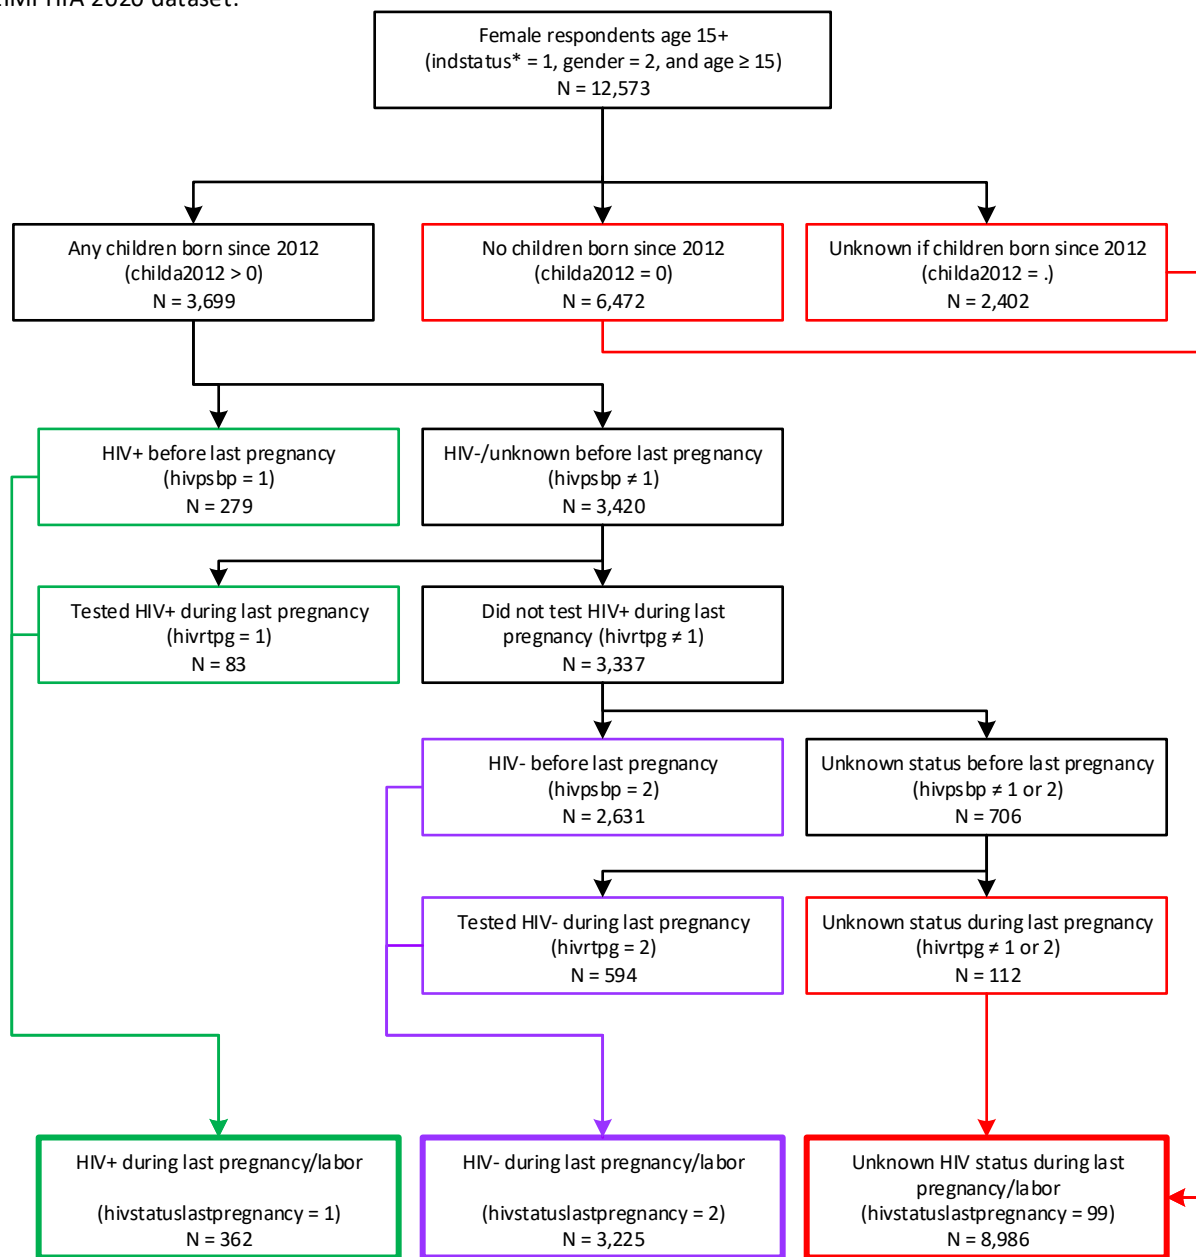 2020 dataset.
Female respondents age 15+
(indstatus* = 1, gender = 2, and age ≥ 15)
N = 12,573
Any children born since 2012
(childa2012 > 0)
N = 3,699
No children born since 2012
(childa2012 = 0)
N = 6,472
Unknown if children born since 2012
(childa2012 = .)
N = 2,402
HIV+ before last pregnancy
(hivpsbp = 1)
N = 279
HIV-/unknown before last pregnancy
(hivpsbp ≠ 1)
N = 3,420
Tested HIV+ during last pregnancy
(hivrtpg = 1)
N = 83
Did not test HIV+ during last
pregnancy (hivrtpg ≠ 1)
N = 3,337
HIV- before last pregnancy
(hivpsbp = 2)
N = 2,631
Unknown status before last pregnancy
(hivpsbp ≠ 1 or 2)
N = 706
Tested HIV- during last pregnancy
(hivrtpg = 2)
N = 594
Unknown status during last pregnancy
(hivrtpg ≠ 1 or 2)
N = 112
HIV+ during last pregnancy/labor
(hivstatuslastpregnancy = 1)
N = 362
HIV- during last pregnancy/labor
(hivstatuslastpregnancy = 2)
N = 3,225
Unknown HIV status during last
pregnancy/labor
(hivstatuslastpregnancy = 99)
N = 8,986